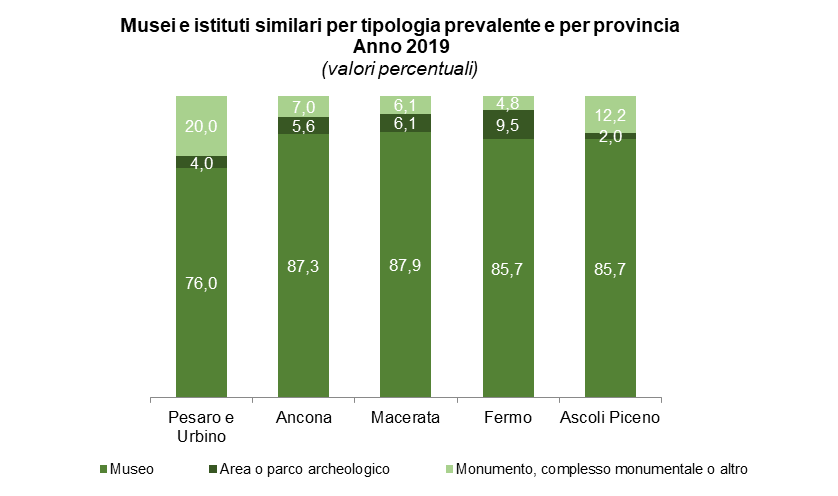 Musei e istituti similari per tipologia prevalente e per provincia
Anno 2019
(valori percentuali)
20,0 7,0 6,1 4,8 12,2
4,0 5,6 6,1 9,5 2,0
76,0 87,3 87,9 85,7 85,7
Pesaro e Urbino Ancona Macerata Fermo Ascoli Piceno
Museo Area o parco archeologico Monumento, complesso monumentale o altro